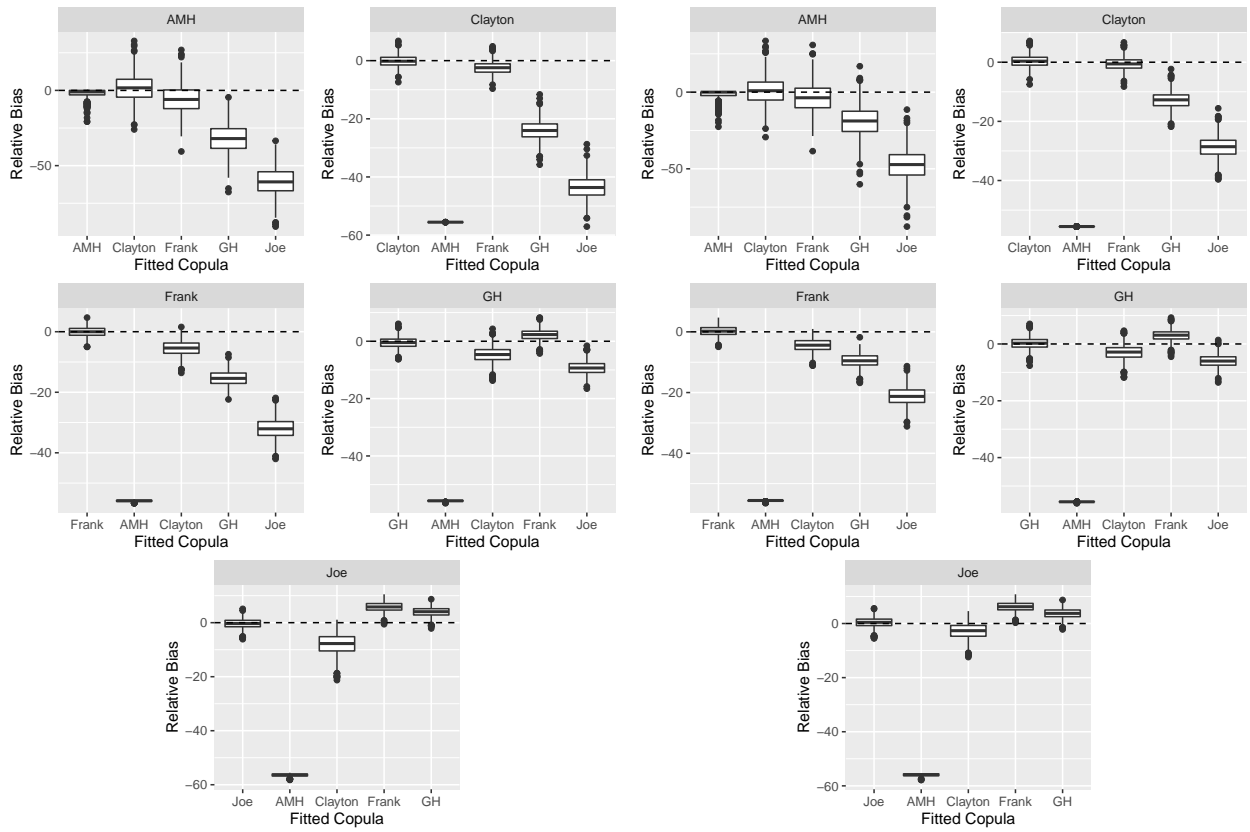 AMH
Relative Bias
0
−50
AMH Clayton Frank GH Joe
Fitted Copula
Clayton
Relative Bias
0
−20
−40
−60
Clayton AMH Frank GH Joe
Fitted Copula
AMH
Relative Bias
0
−50
AMH Clayton Frank GH Joe
Fitted Copula
Clayton
Relative Bias
0
−20
−40
Clayton AMH Frank GH Joe
Fitted Copula
Frank
Relative Bias
0
−20
−40
Frank AMH Clayton GH Joe
Fitted Copula
GH
Relative Bias
0
−20
−40
GH AMH Clayton Frank Joe
Fitted Copula
Frank
Relative Bias
0
−20
−40
Frank AMH Clayton GH Joe
Fitted Copula
GH
Relative Bias
0
−20
−40
GH AMH Clayton Frank Joe
Fitted Copula
Joe
Relative Bias
0
−20
−40
−60
Joe AMH Clayton Frank GH
Fitted Copula
Joe
Relative Bias
0
−20
−40
−60
Joe AMH Clayton Frank GH
Fitted Copula